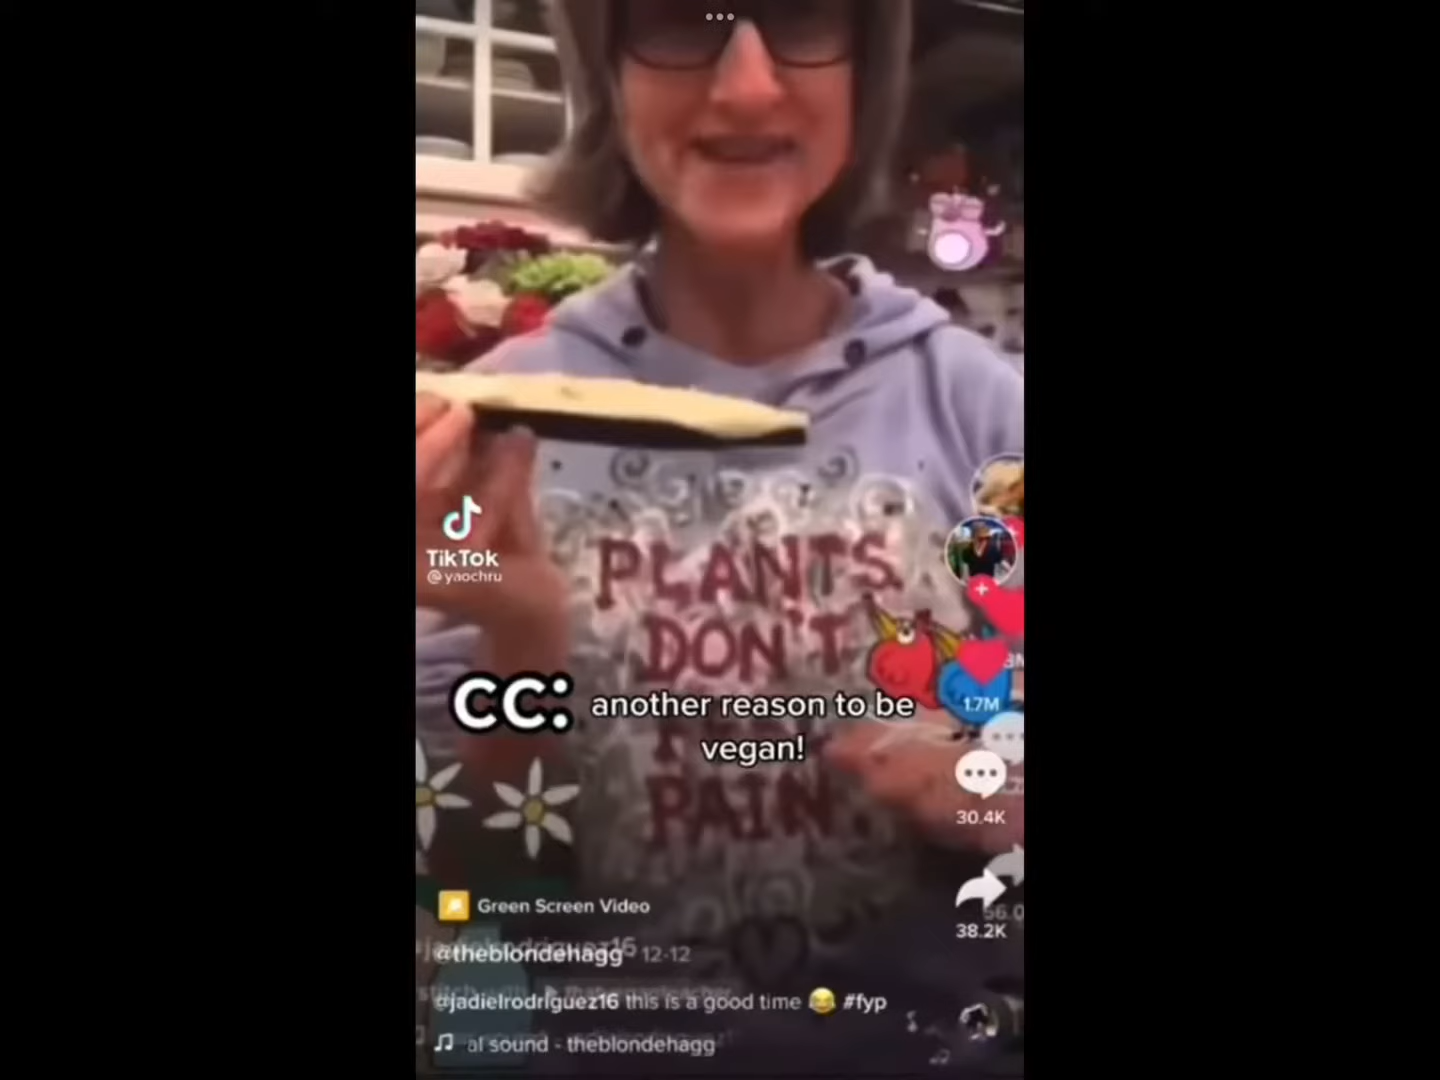 TikTok
@yaochru
PLANTS
DON'T
PAIN.
CC: another reason to be
vegan!
1.7M
30.4K
38.2K
Green Screen Video
@theblondehagg · 12-12
@jadielrodriguez16 this is a good time 😂 #fyp
al sound - theblondehagg